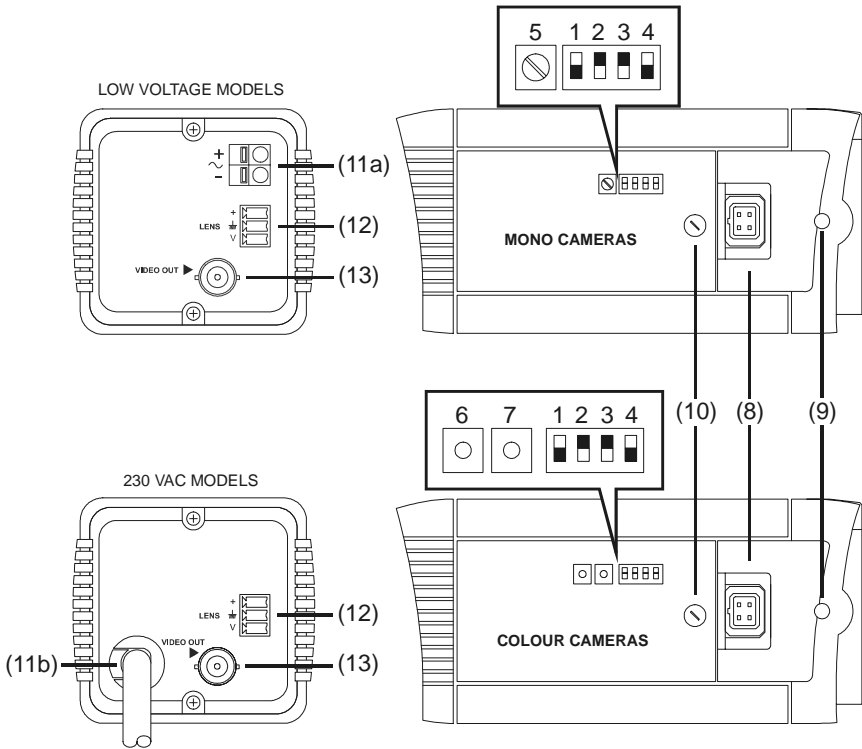 5 1 2 3 4
LOW VOLTAGE MODELS
+
-
(11a)
+
LENS
V
(12)
VIDEO OUT
(13)
MONO CAMERAS
(10) (8) (9)
6 7 1 2 3 4
230 VAC MODELS
+
LENS
V
(12)
VIDEO OUT
(13)
(11b)
COLOUR CAMERAS